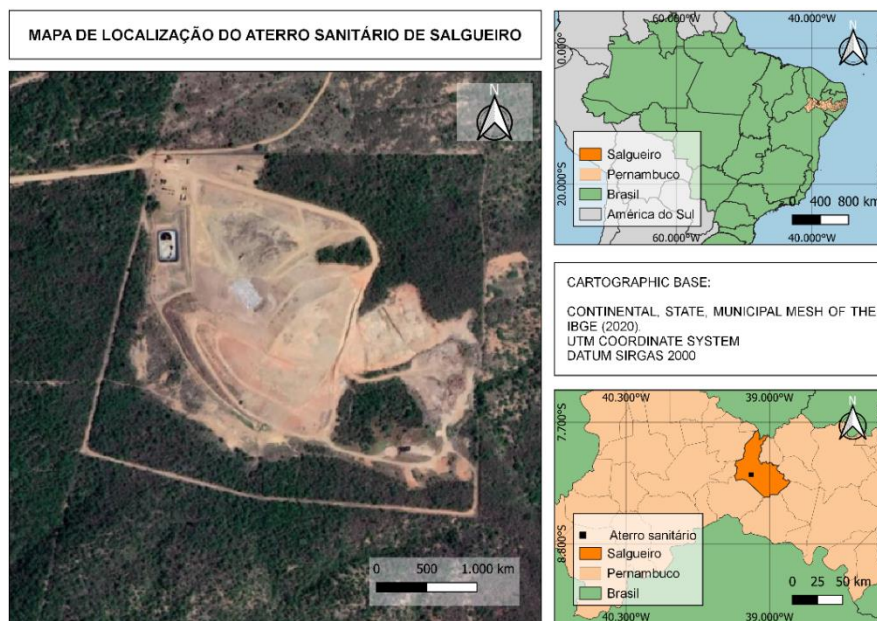 MAPA DE LOCALIZAÇÃO DO ATERRO SANITÁRIO DE SALGUEIRO
N
0 500 1.000 km
60.000°W 40.000°W
N
0.000°
20.000°S
Salgueiro
Pernambuco
Brasil
América do Sul
0 400 800 km
60.000°W 40.000°W
CARTOGRAPHIC BASE:
CONTINENTAL, STATE, MUNICIPAL MESH OF THE
IBGE (2020).
UTM COORDINATE SYSTEM
DATUM SIRGAS 2000
40.300°W 39.000°W
N
7.700°S
8.800°S
Aterro sanitário
Salgueiro
Pernambuco
Brasil
0 25 50 km
40.300°W 39.000°W